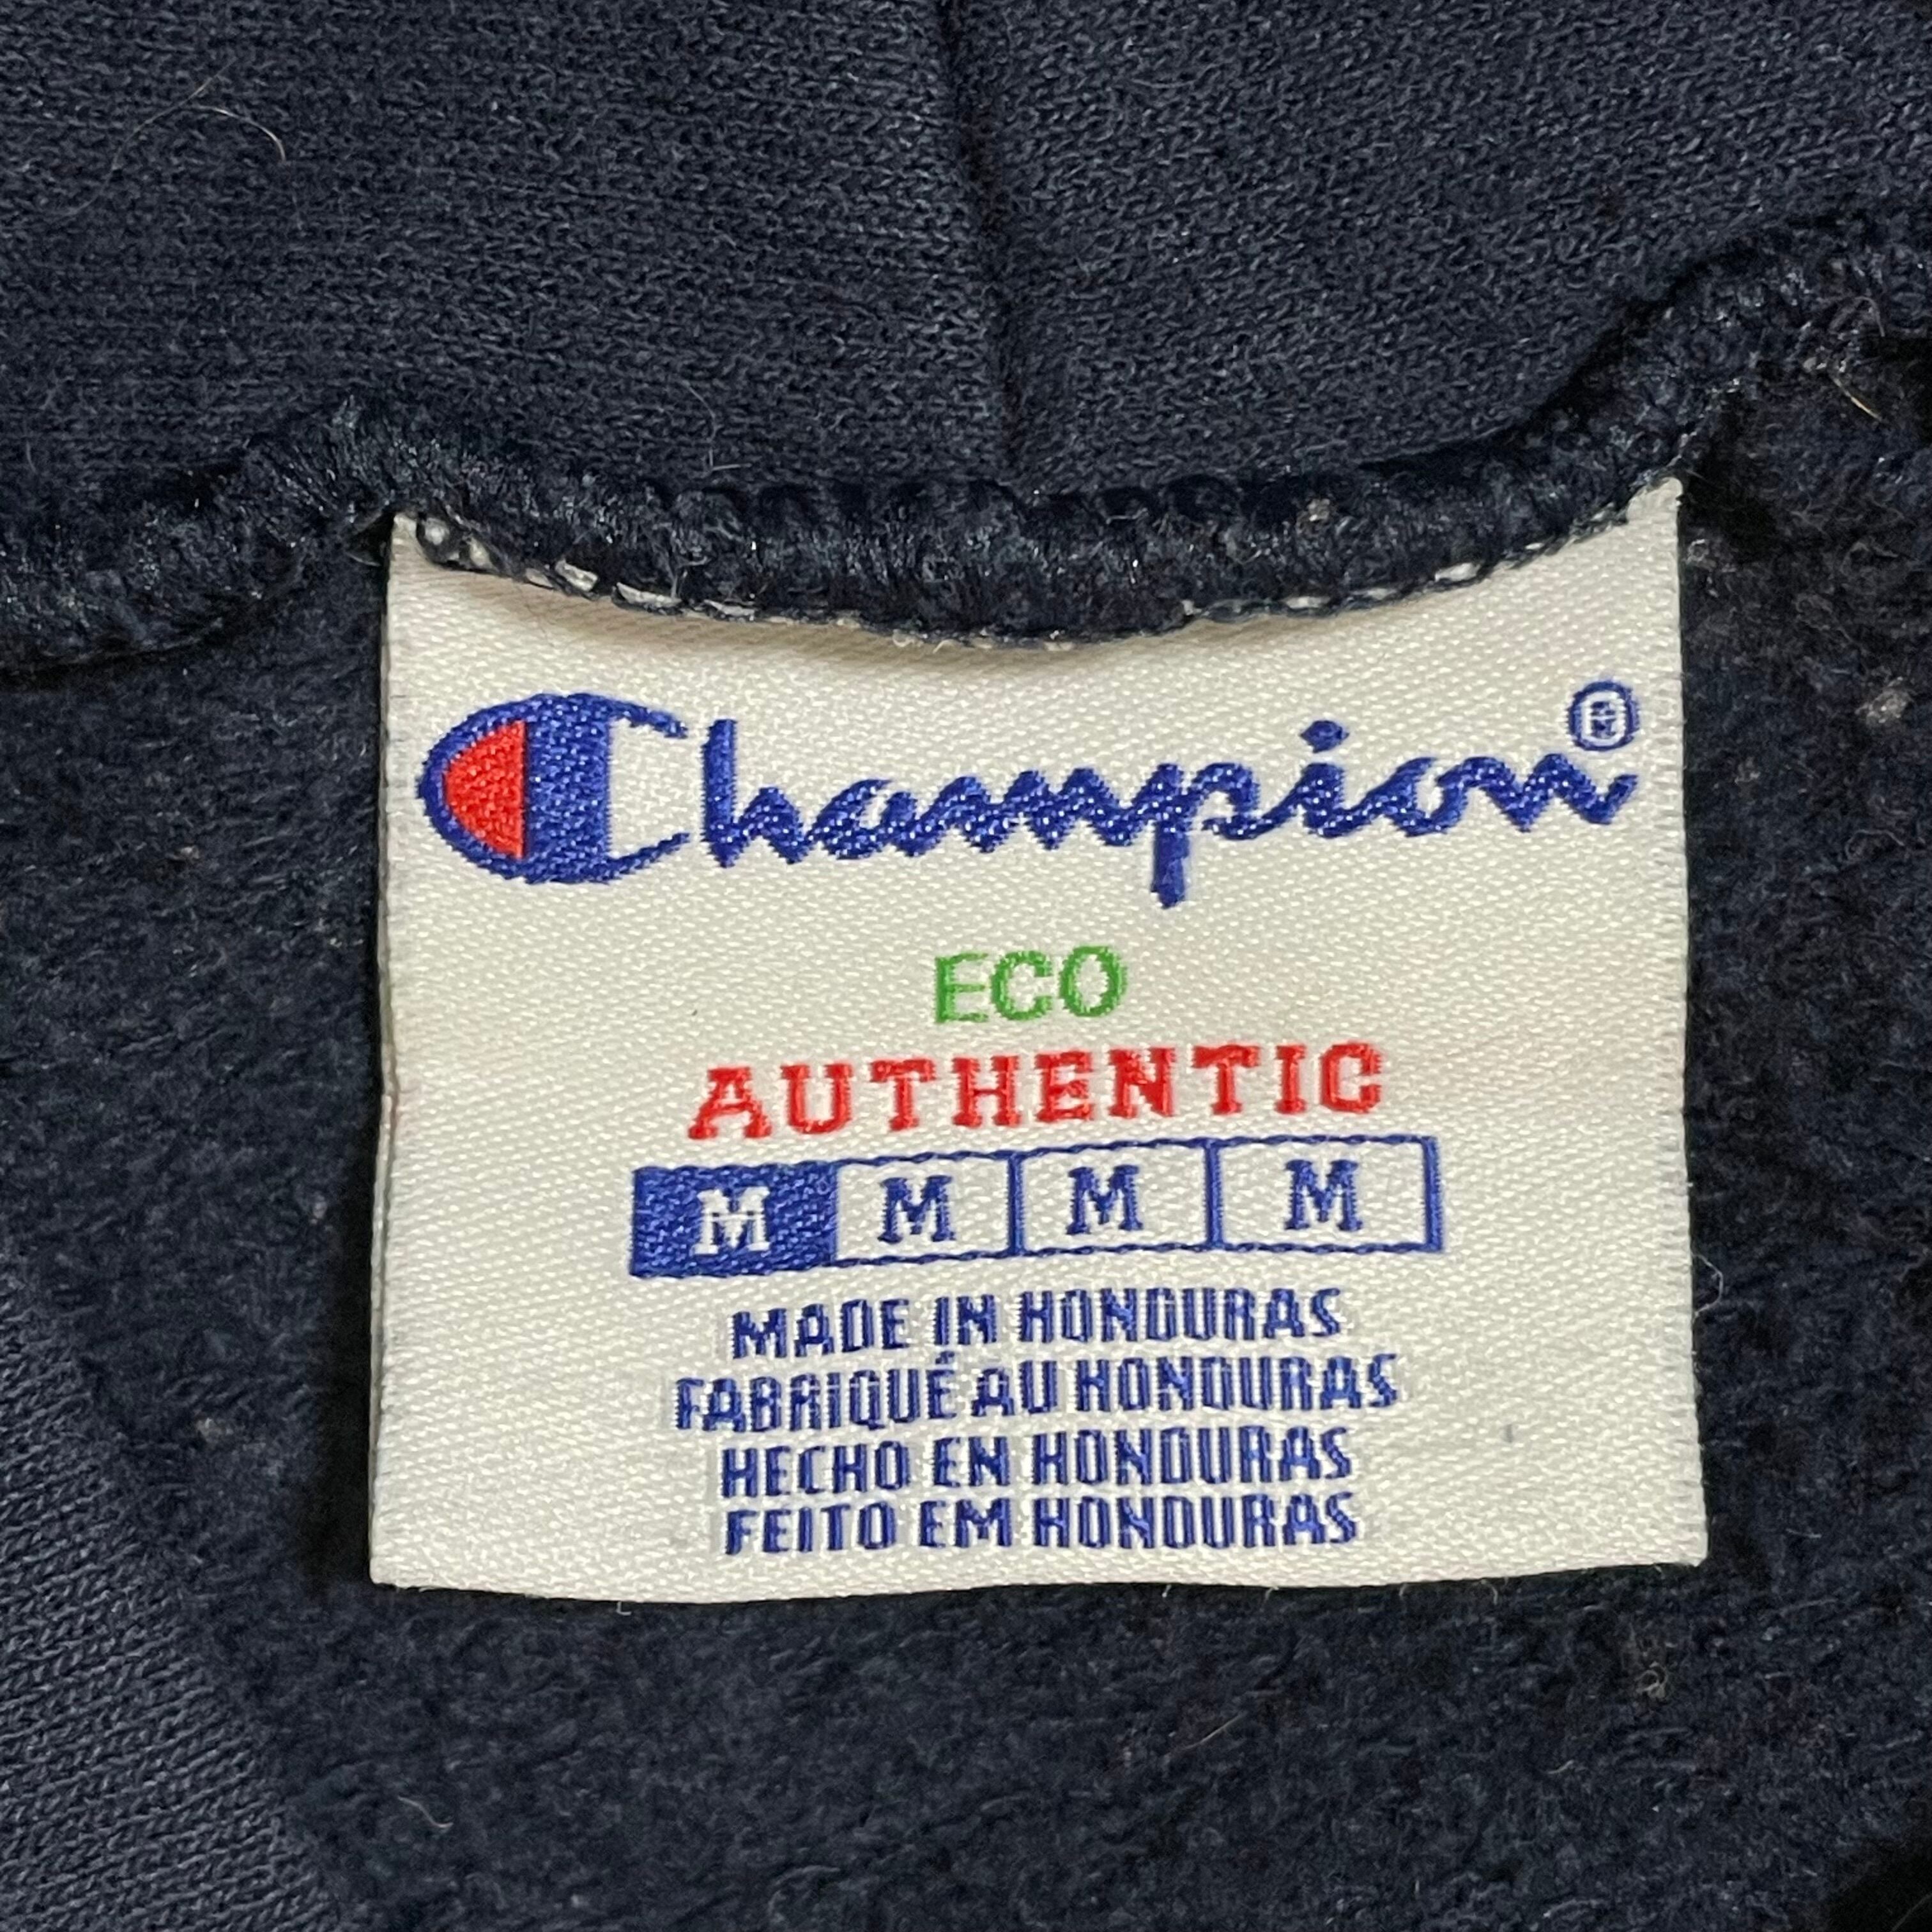 Champion®
ECO
AUTHENTIC
M M M M
MADE IN HONDURAS
FABRIQUÉ AU HONDURAS
HECHO EN HONDURAS
FEITO EM HONDURAS